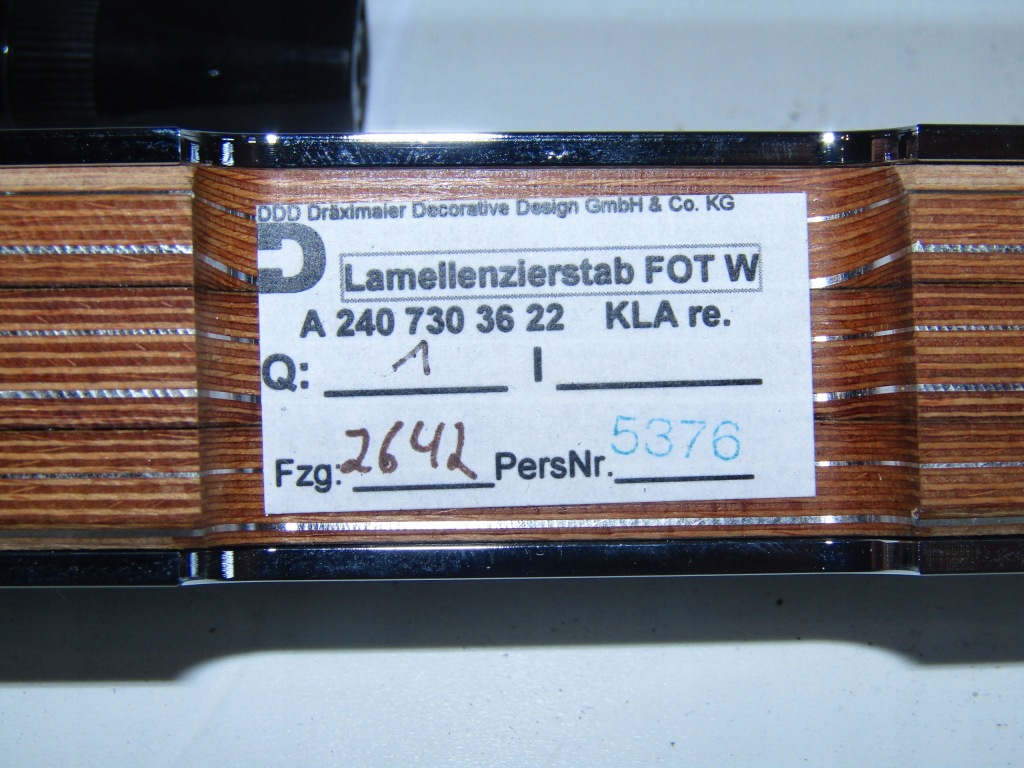 DDD Dräxlmaier Decorative Design GmbH & Co. KG
D
Lamellenzierstab FOT W
A 240 730 36 22 KLA re.
Q: 1 I
Fzg: 2642 PersNr. 5376